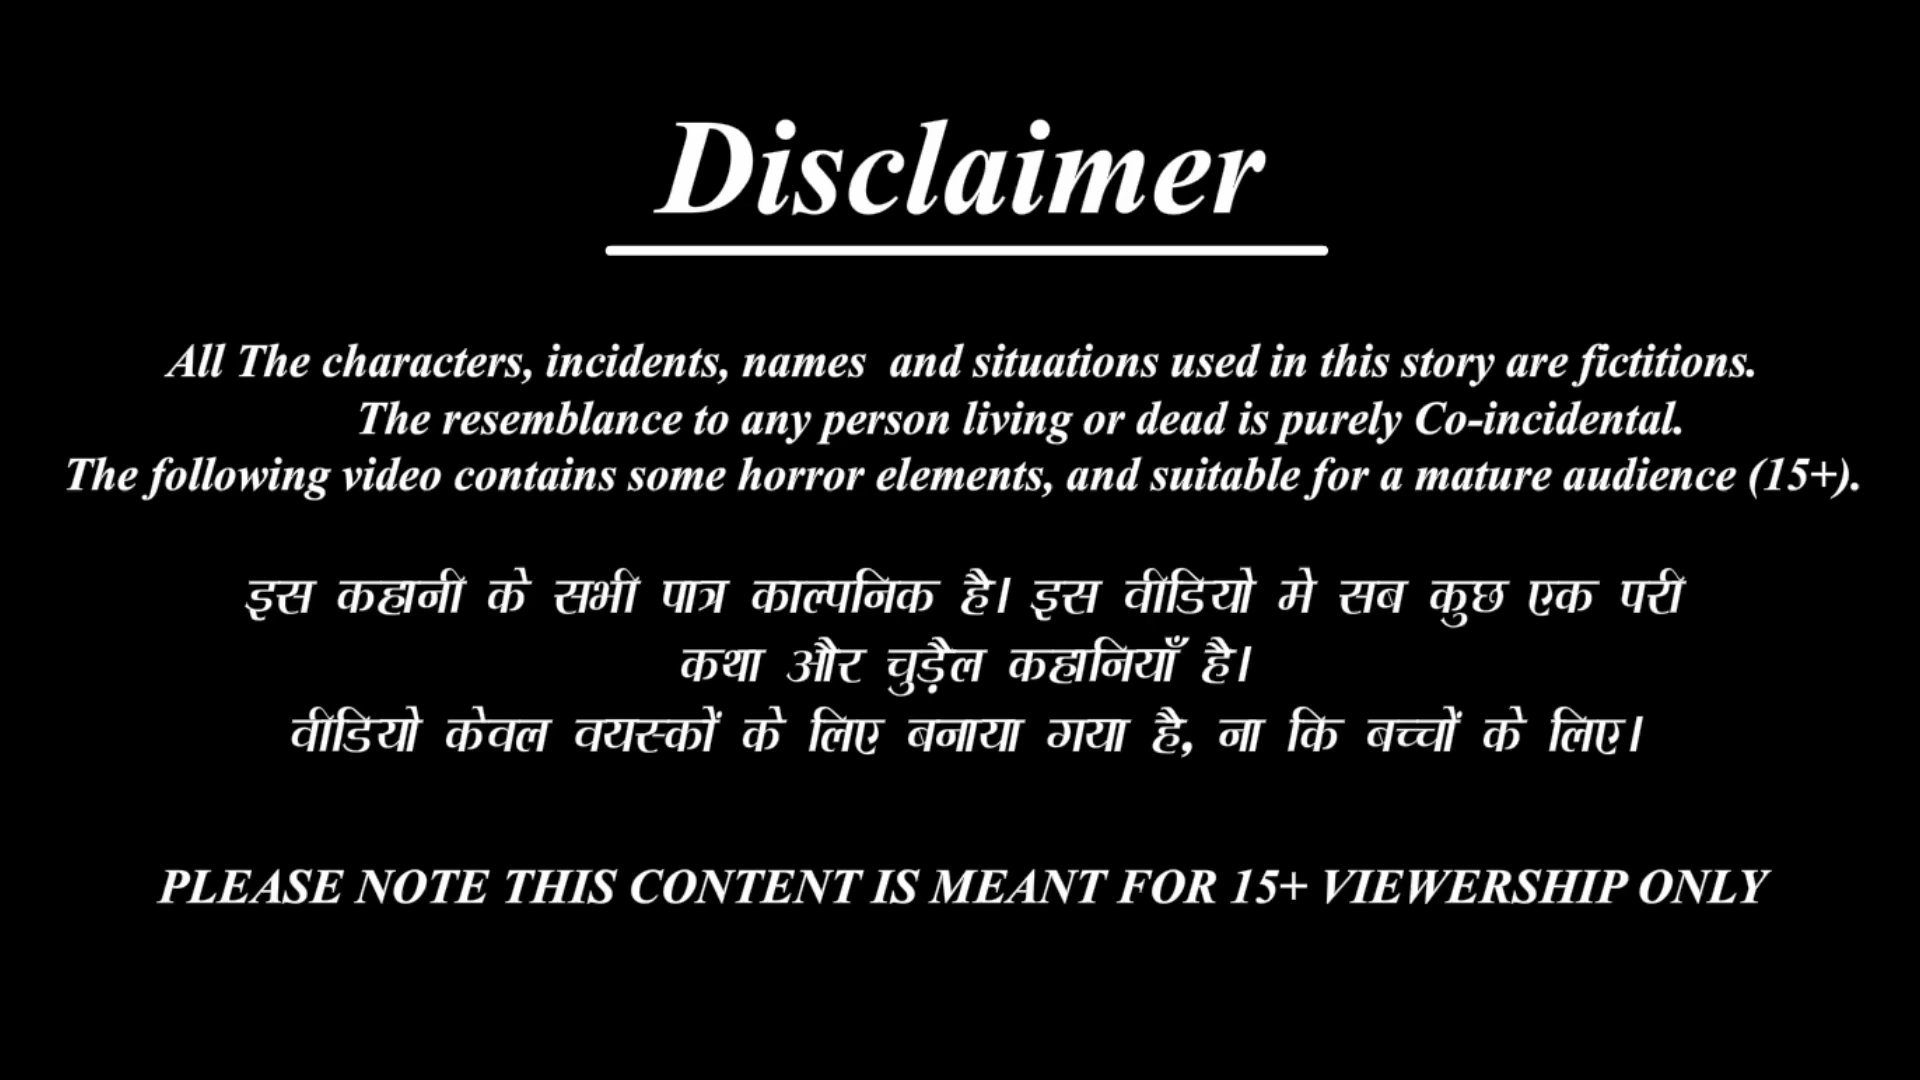 Disclaimer
All The characters, incidents, names and situations used in this story are fictitions.
The resemblance to any person living or dead is purely Co-incidental.
The following video contains some horror elements, and suitable for a mature audience (15+).
इस कहानी के सभी पात्र काल्पनिक है। इस वीडियो मे सब कुछ एक परी
कथा और चुड़ैल कहानियाँ है।
वीडियो केवल वयस्कों के लिए बनाया गया है, ना कि बच्चों के लिए।
PLEASE NOTE THIS CONTENT IS MEANT FOR 15+ VIEWERSHIP ONLY